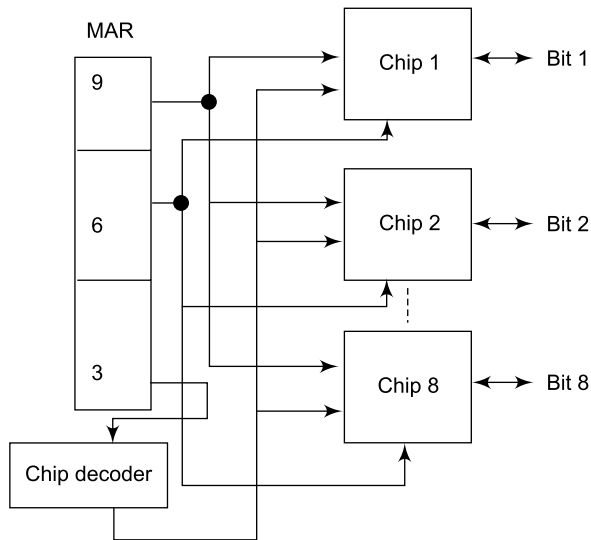 MAR
9
6
3
Chip decoder
Chip 1
Bit 1
Chip 2
Bit 2
Chip 8
Bit 8